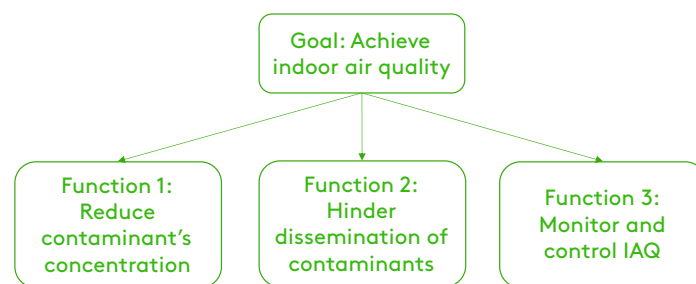 Goal: Achieve
indoor air quality
Function 1:
Reduce
contaminant's
concentration
Function 2:
Hinder
dissemination of
contaminants
Function 3:
Monitor and
control IAQ